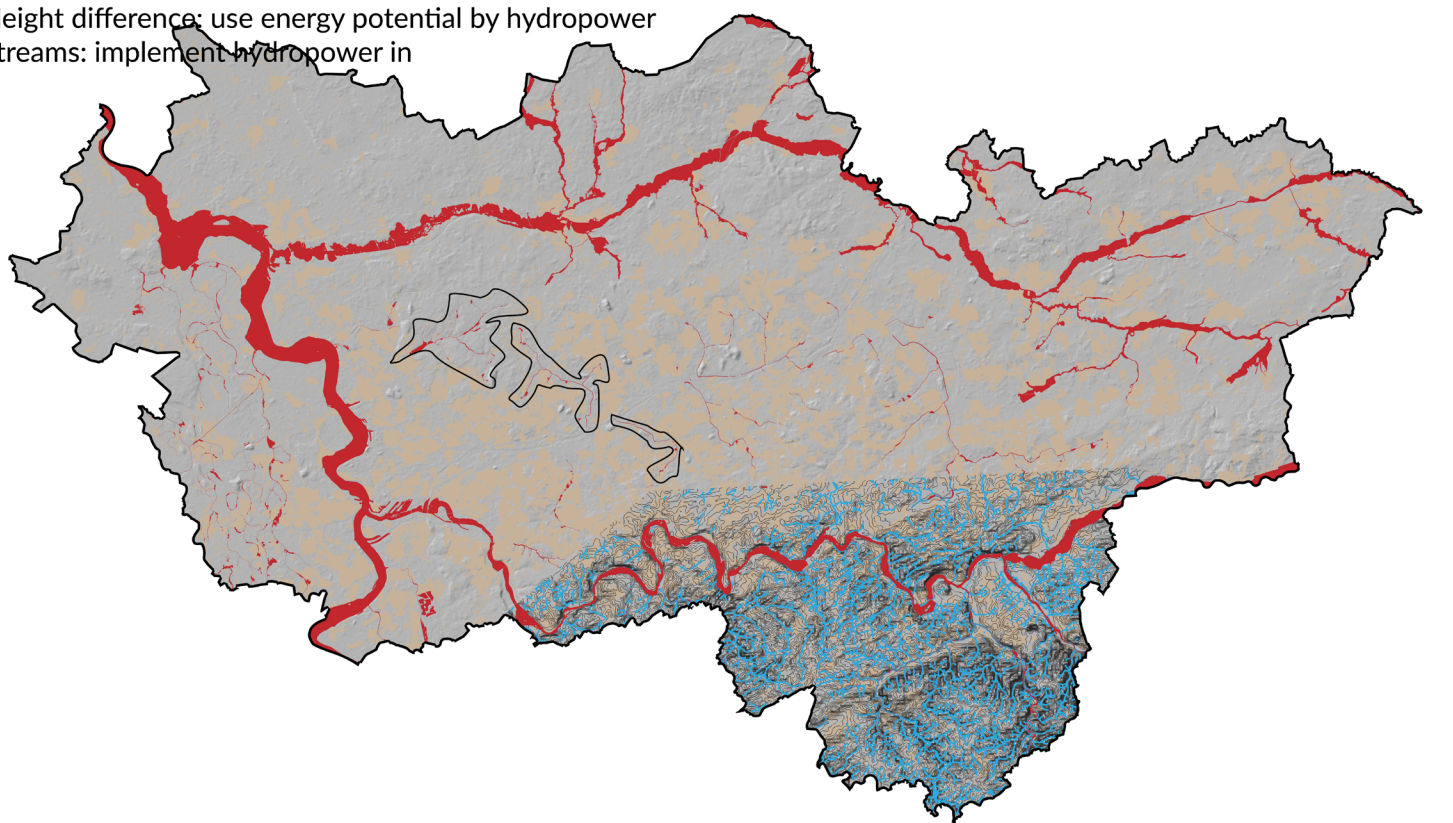 eight difference: use energy potential by hydropower
treams: implement hydropower in